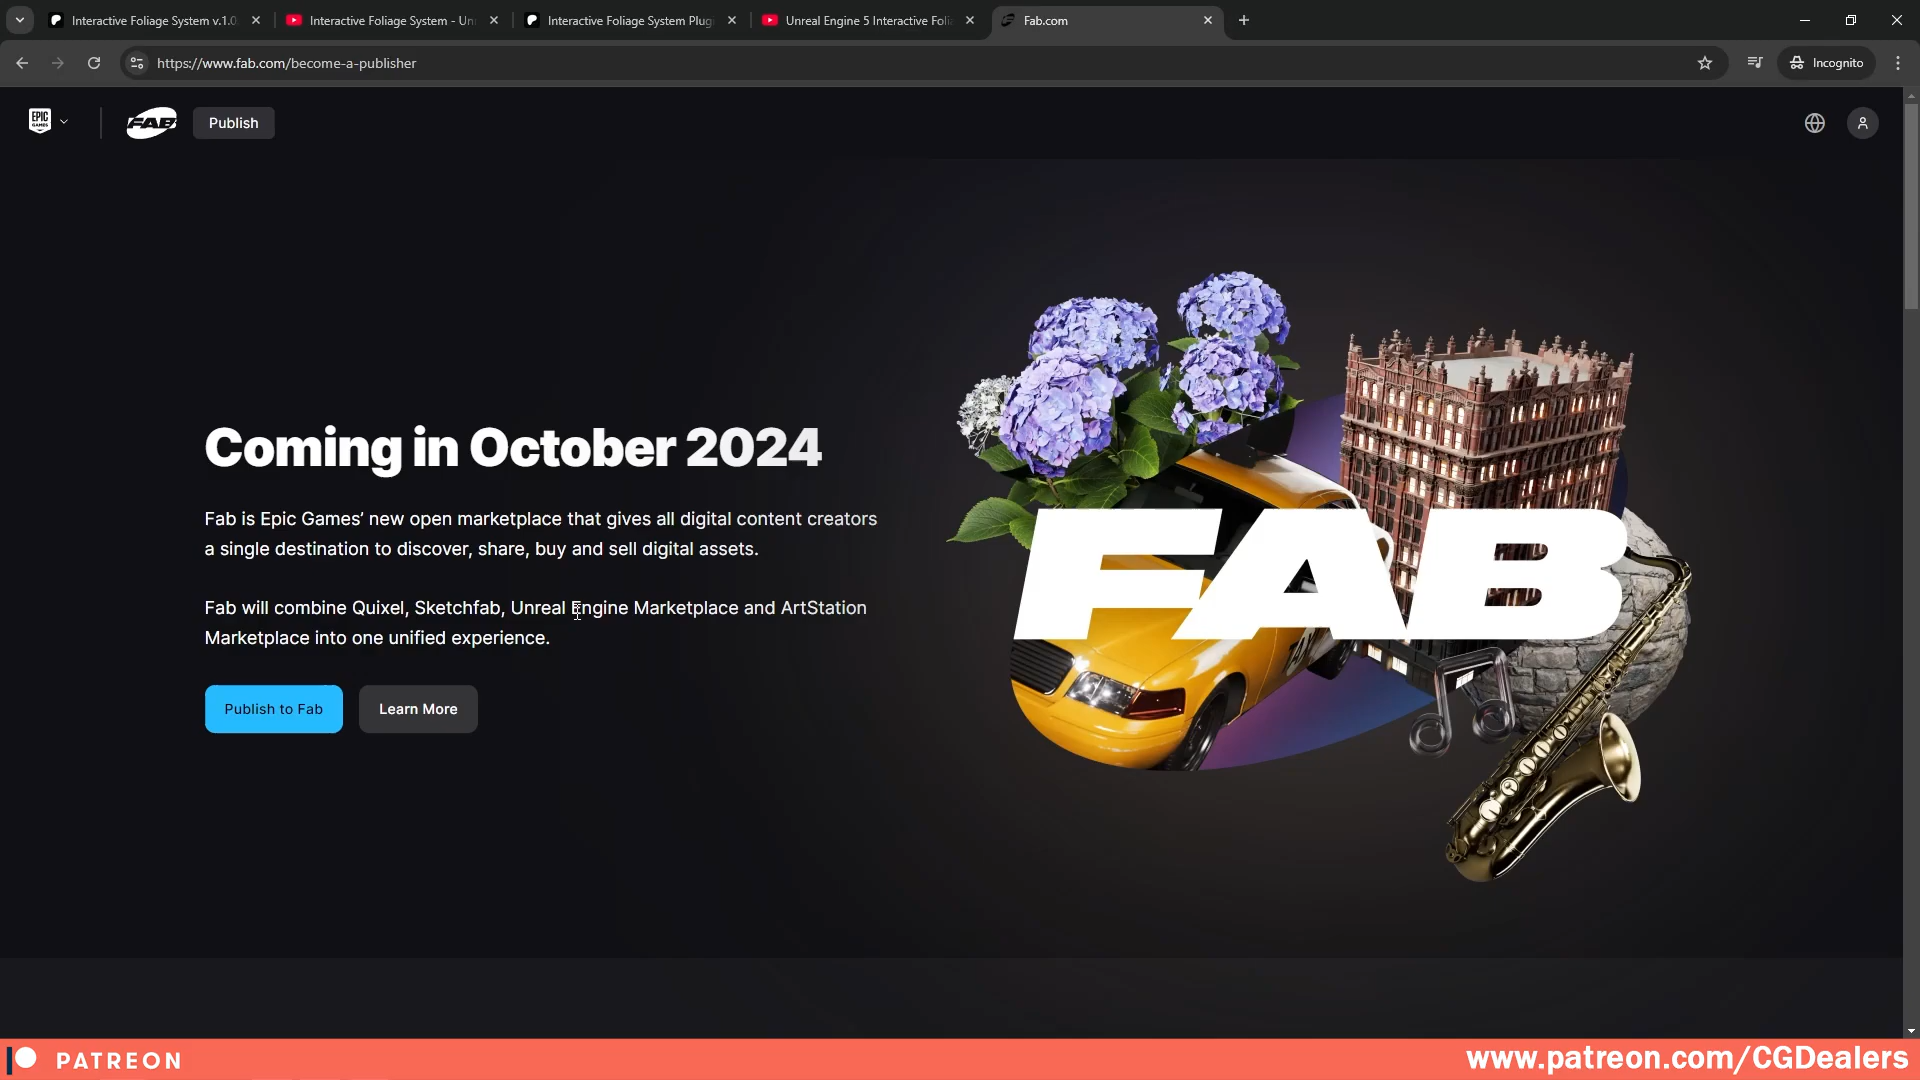 Interactive Foliage System v.1.0
Interactive Foliage System - Un
Interactive Foliage System Plug
Unreal Engine 5 Interactive Foli
Fab.com
https://www.fab.com/become-a-publisher
Incognito
EPIC
GAMES
FAB
Publish
Coming in October 2024
Fab is Epic Games’ new open marketplace that gives all digital content creators
a single destination to discover, share, buy and sell digital assets.
Fab will combine Quixel, Sketchfab, Unreal Engine Marketplace and ArtStation
Marketplace into one unified experience.
Publish to Fab
Learn More
FAB
PATREON
www.patreon.com/CGDealers